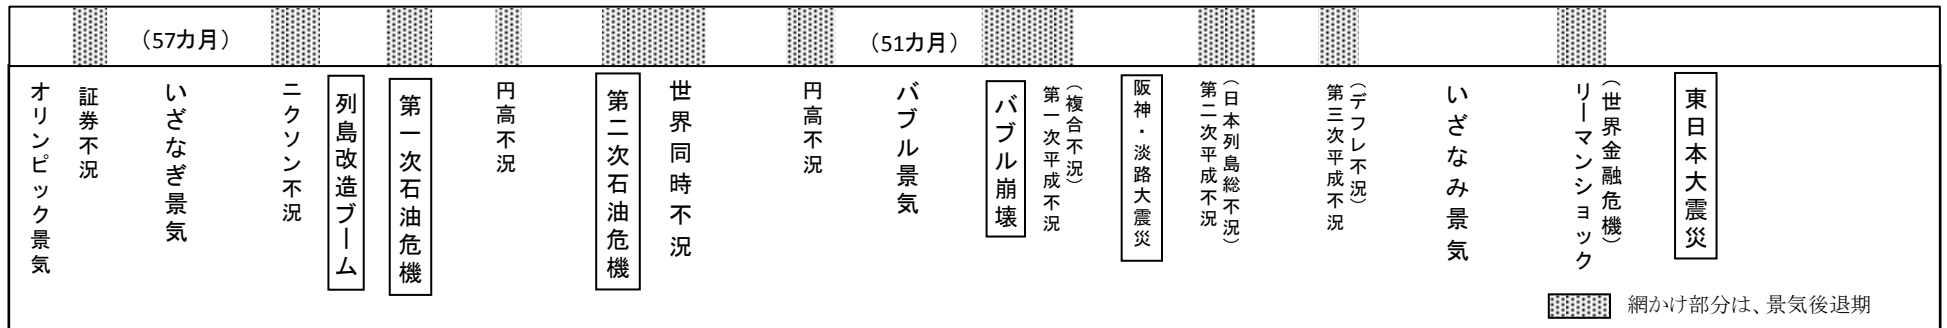 （57カ月）
（51カ月）
オリンピック景気
証券不況
いざなぎ景気
ニクソン不況
列島改造ブーム
第一次石油危機
円高不況
第二次石油危機
世界同時不況
円高不況
バブル景気
バブル崩壊
（複合不況）
第一次平成不況
阪神・淡路大震災
（日本列島総不況）
第二次平成不況
（デフレ不況）
第三次平成不況
いざなみ景気
（世界金融危機）
リーマンショック
東日本大震災
網かけ部分は、景気後退期